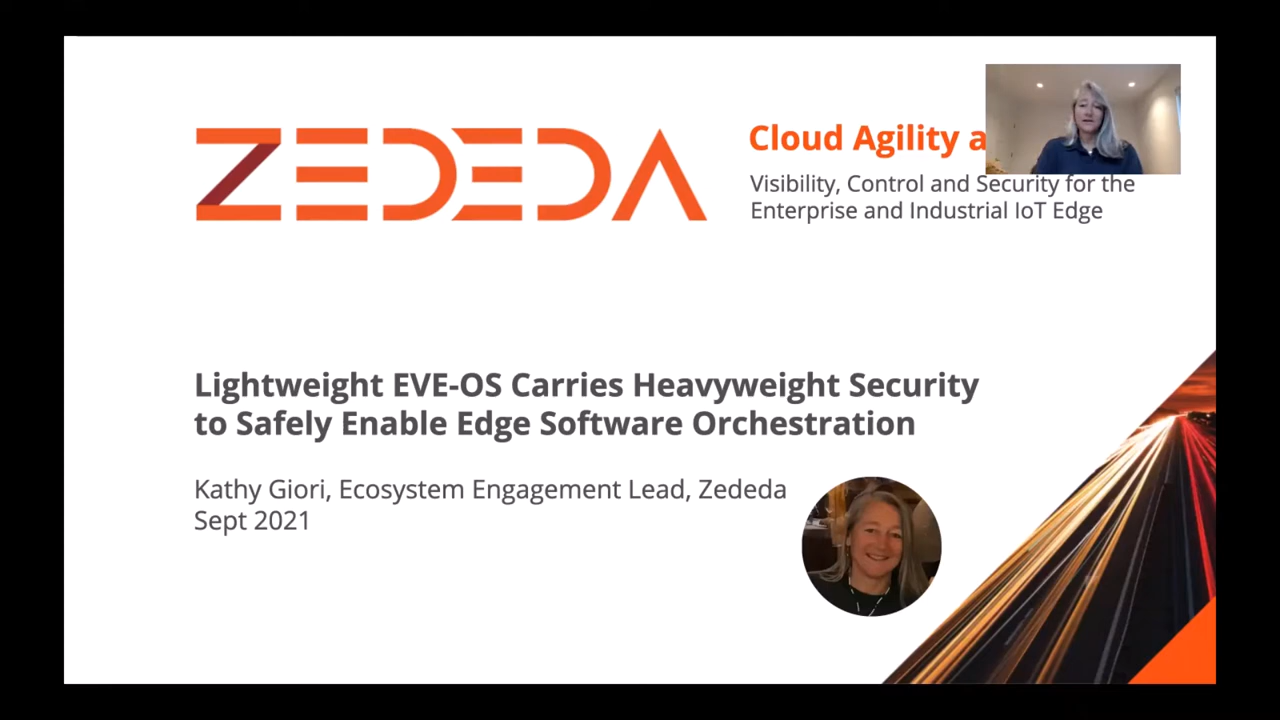 ZEDEDA
Cloud Agility a
Visibility, Control and Security for the
Enterprise and Industrial IoT Edge
Lightweight EVE-OS Carries Heavyweight Security
to Safely Enable Edge Software Orchestration
Kathy Giori, Ecosystem Engagement Lead, Zededa
Sept 2021